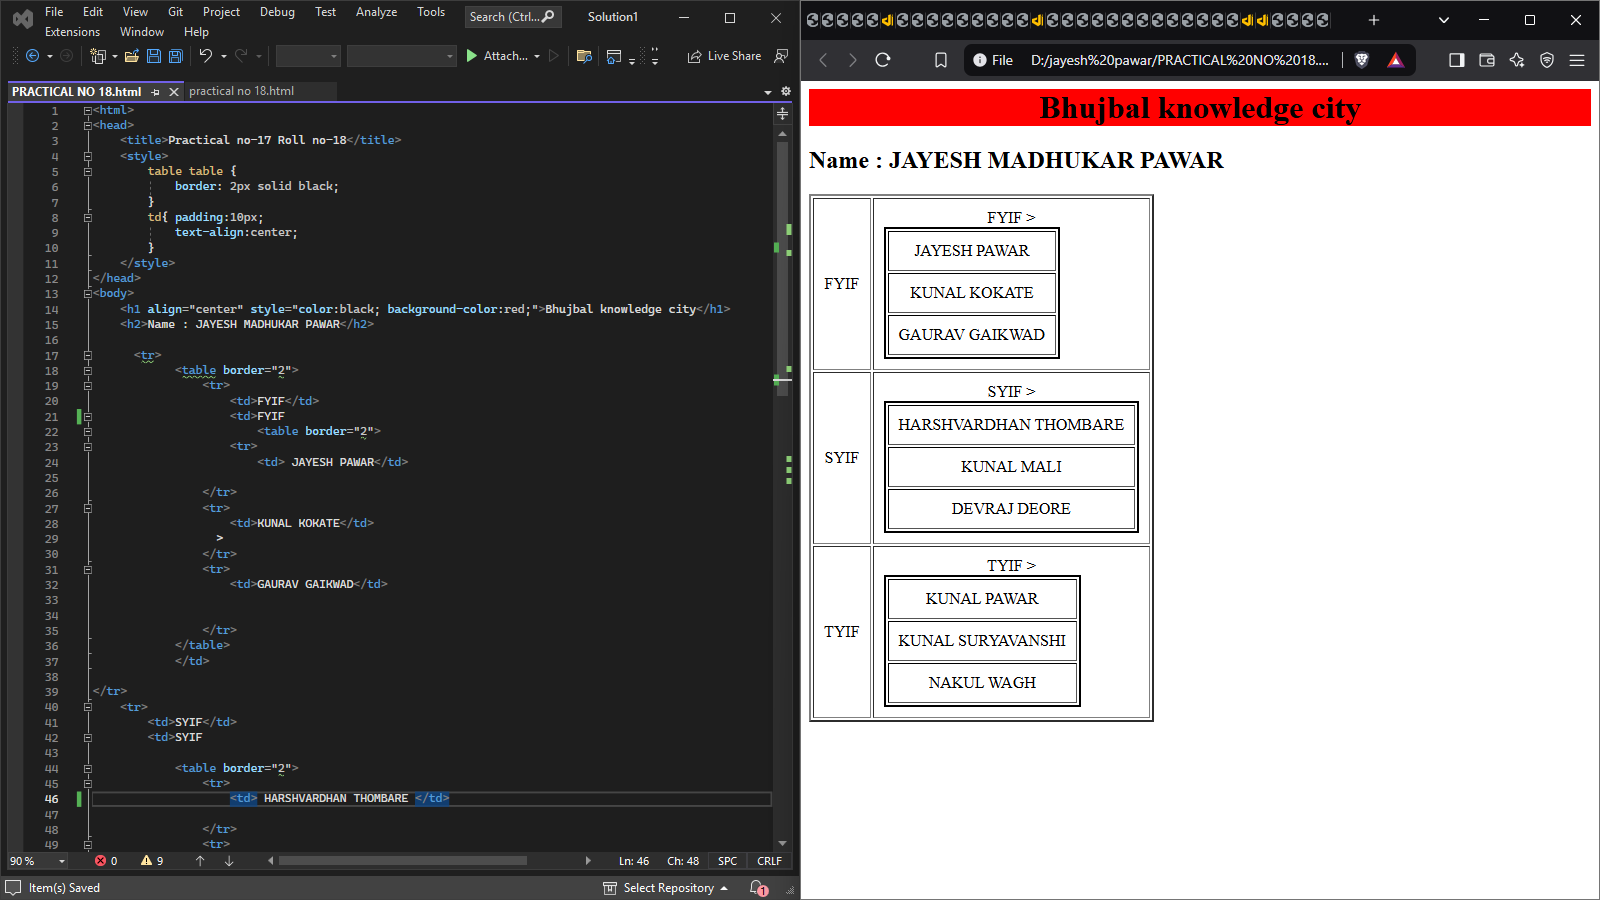 File Edit View Git Project Debug Test Analyze Tools Search (Ctrl... Solution1
Extensions Window Help
Attach... Live Share
PRACTICAL NO 18.html practical no 18.html
1 <html>
2 <head>
3 <title>Practical no-17 Roll no-18</title>
4 <style>
5 table table {
6 border: 2px solid black;
7 }
8 td{ padding:10px;
9 text-align:center;
10 }
11 </style>
12 </head>
13 <body>
14 <h1 align="center" style="color:black; background-color:red;">Bhujbal knowledge city</h1>
15 <h2>Name : JAYESH MADHUKAR PAWAR</h2>
16
17 <tr>
18 <table border="2">
19 <tr>
20 <td>FYIF</td>
21 <td>FYIF
22 <table border="2">
23 <tr>
24 <td> JAYESH PAWAR</td>
25
26 </tr>
27 <tr>
28 <td>KUNAL KOKATE</td>
29 >
30 </tr>
31 <tr>
32 <td>GAURAV GAIKWAD</td>
33
34
35 </tr>
36 </table>
37 </td>
38
39 </tr>
40 <tr>
41 <td>SYIF</td>
42 <td>SYIF
43
44 <table border="2">
45 <tr>
46 <td> HARSHVARDHAN THOMBARE </td>
47
48 </tr>
49 <tr>
90 % 0 9 Ln: 46 Ch: 48 SPC CRLF
Item(s) Saved Select Repository 1
File D:/jayesh%20pawar/PRACTICAL%20NO%2018....
Bhujbal knowledge city
Name : JAYESH MADHUKAR PAWAR
FYIF
FYIF >
JAYESH PAWAR
KUNAL KOKATE
GAURAV GAIKWAD
SYIF
SYIF >
HARSHVARDHAN THOMBARE
KUNAL MALI
DEVRAJ DEORE
TYIF
TYIF >
KUNAL PAWAR
KUNAL SURYAVANSHI
NAKUL WAGH